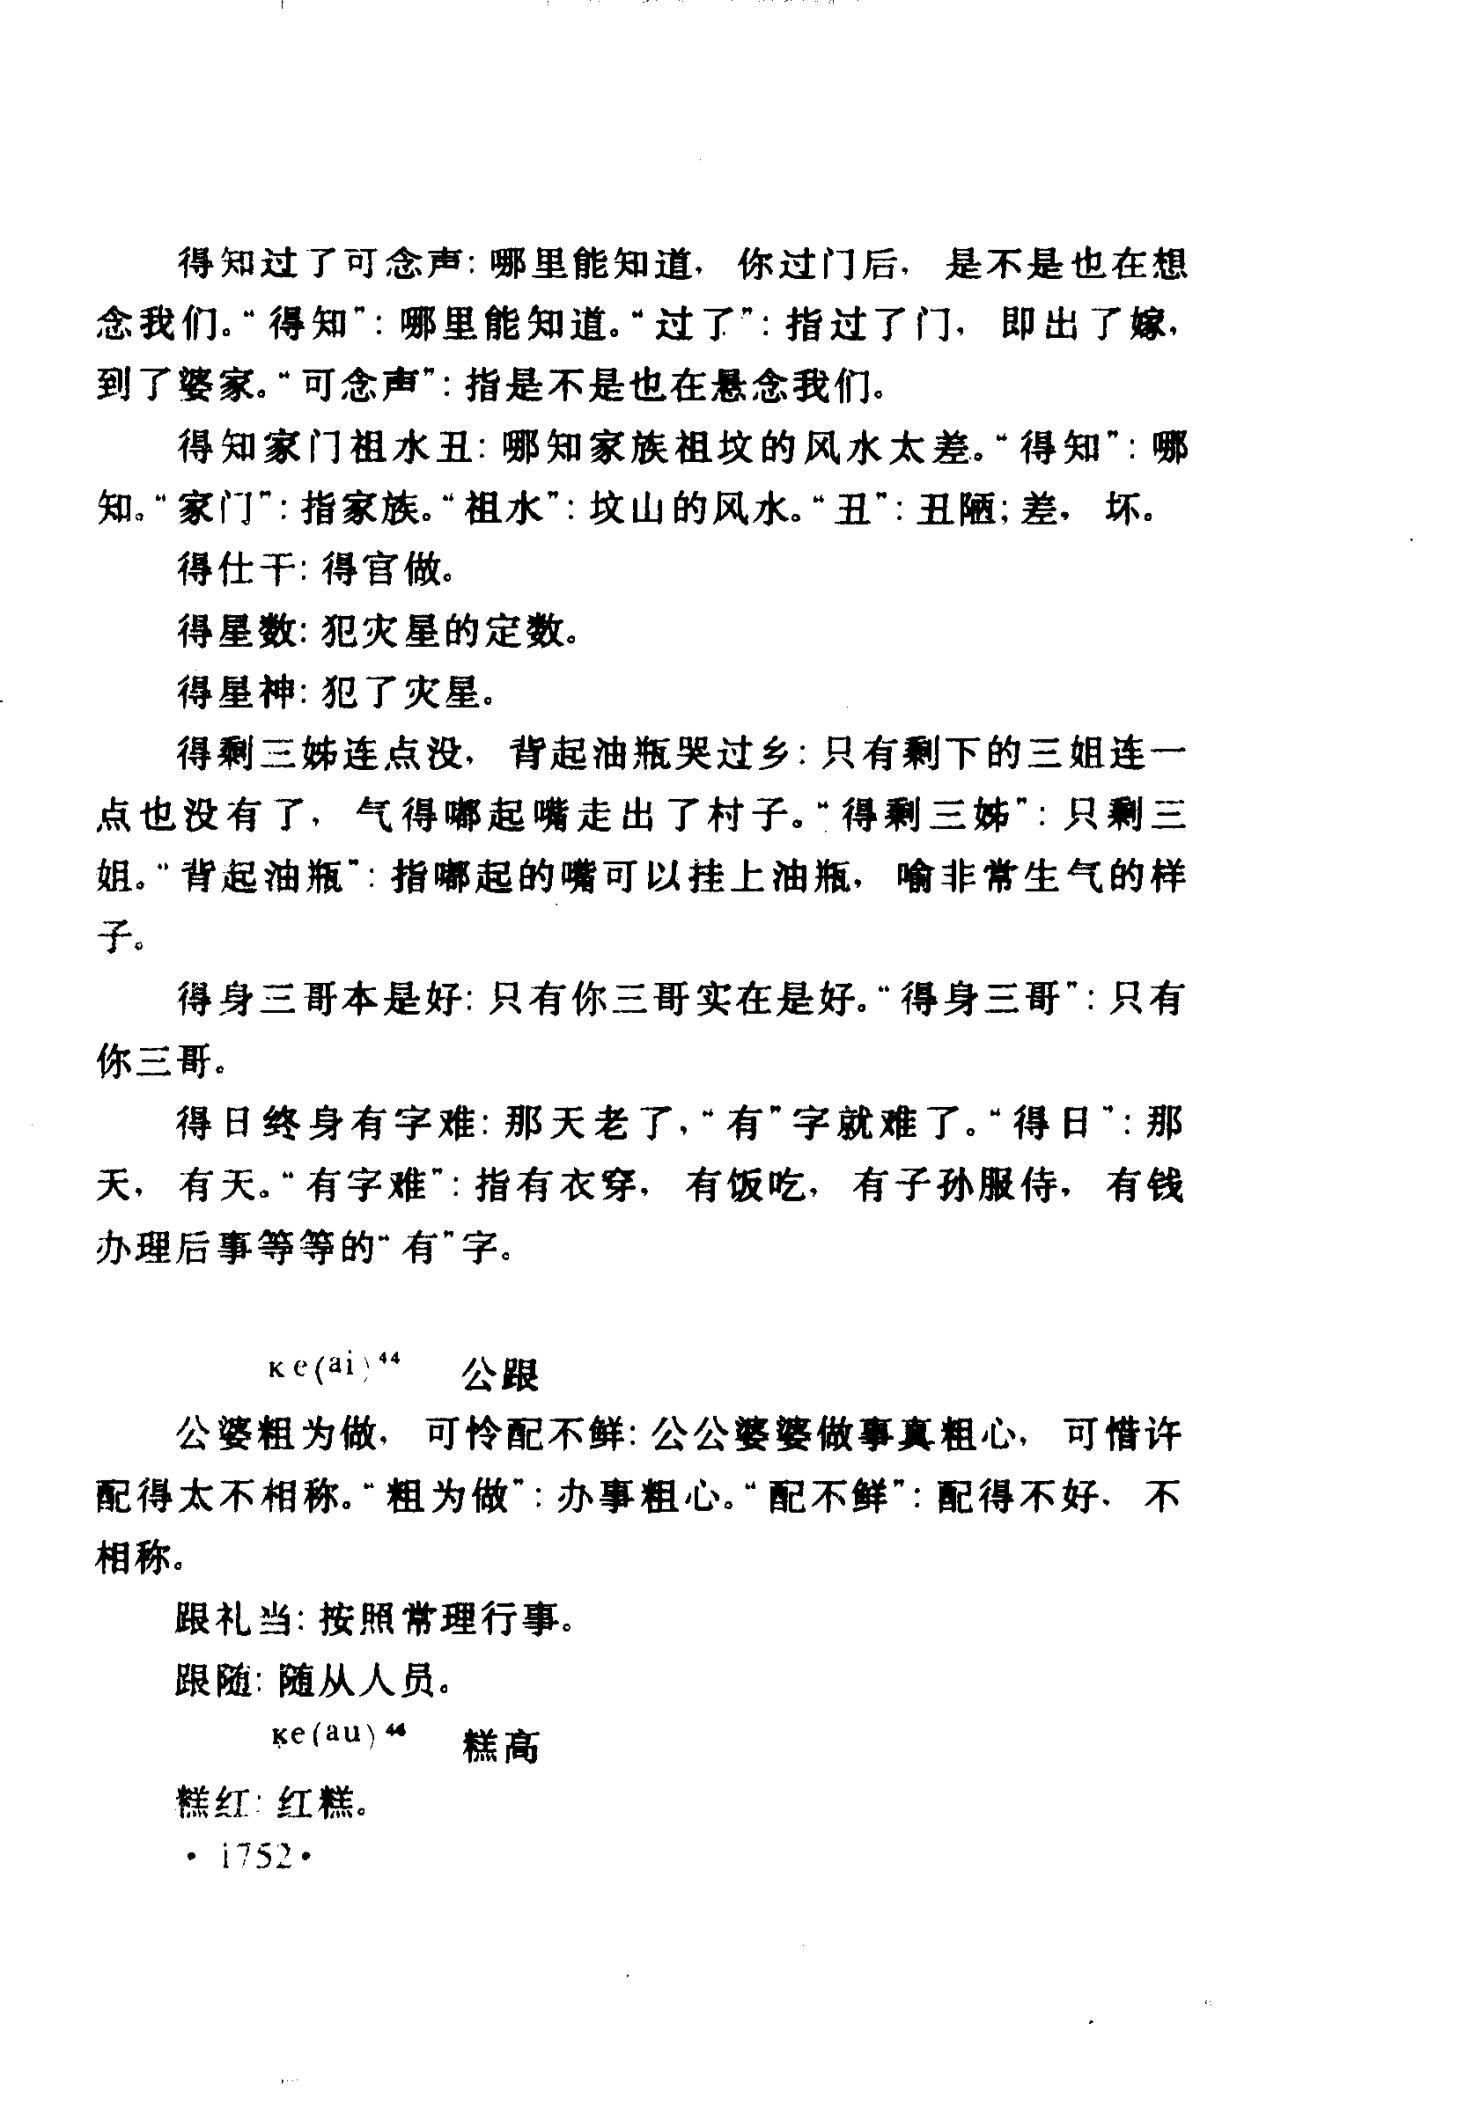 得知过了可念声：哪里能知道，你过门后，是不是也在想
念我们。“得知”：哪里能知道。“过了”：指过了门，即出了嫁，
到了婆家。“可念声”：指是不是也在悬念我们。
得知家门祖水丑：哪知家族祖坟的风水太差。“得知”：哪
知。“家门”：指家族。“祖水”：坟山的风水。“丑”：丑陋；差，坏。
得仕干：得官做。
得星数：犯灾星的定数。
得星神：犯了灾星。
得剩三姊连点没，背起油瓶哭过乡：只有剩下的三姐连一
点也没有了，气得嘟起嘴走出了村子。“得剩三姊”：只剩三
姐。“背起油瓶”：指嘟起的嘴可以挂上油瓶，喻非常生气的样
子。
得身三哥本是好：只有你三哥实在是好。“得身三哥”：只有
你三哥。
得日终身有字难：那天老了，“有”字就难了。“得日”：那
天，有天。“有字难”：指有衣穿，有饭吃，有子孙服侍，有钱
办理后事等等的“有”字。
κe(ai)⁴⁴ 公跟
公婆粗为做，可怜配不鲜：公公婆婆做事真粗心，可惜许
配得太不相称。“粗为做”：办事粗心。“配不鲜”：配得不好、不
相称。
跟礼当：按照常理行事。
跟随：随从人员。
κe(au)⁴⁴ 糕高
糕红：红糕。
·1752·